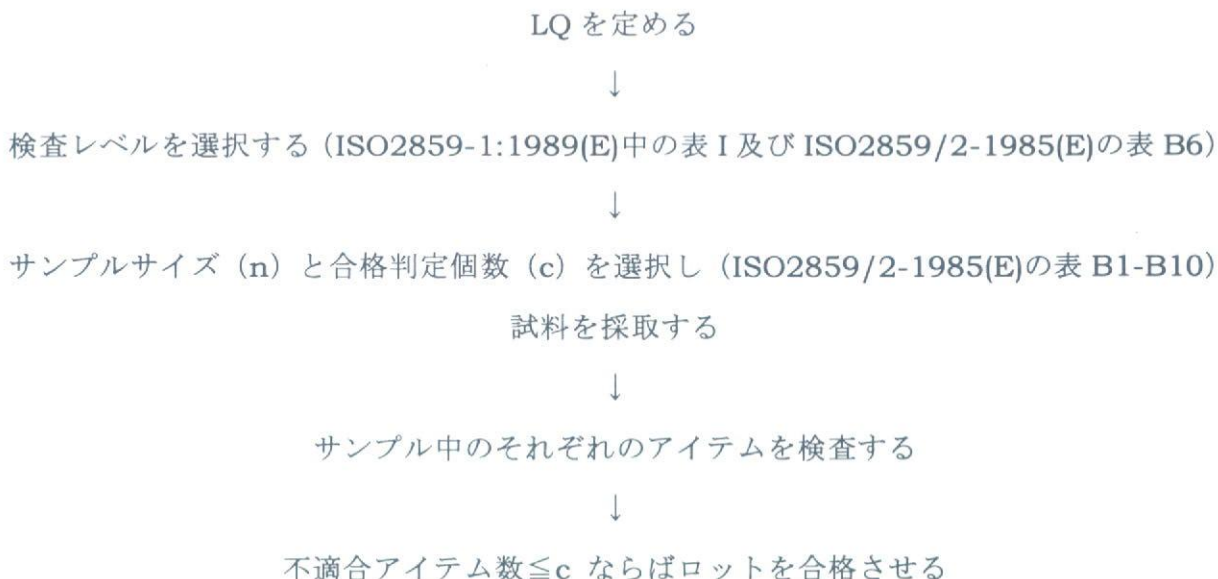 LQ を定める
↓
検査レベルを選択する（ISO2859-1:1989(E)中の表 I 及び ISO2859/2-1985(E)の表 B6）
↓
サンプルサイズ（n）と合格判定個数（c）を選択し（ISO2859/2-1985(E)の表 B1-B10）
試料を採取する
↓
サンプル中のそれぞれのアイテムを検査する
↓
不適合アイテム数≦c ならばロットを合格させる